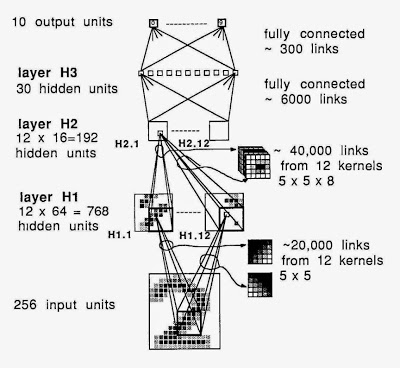 10 output units
fully connected
~ 300 links
layer H3
30 hidden units
fully connected
~ 6000 links
layer H2
12 x 16=192
hidden units
H2.1
H2.12
~ 40,000 links
from 12 kernels
5 x 5 x 8
layer H1
12 x 64 = 768
hidden units
H1.1
H1.12
~20,000 links
from 12 kernels
5 x 5
256 input units